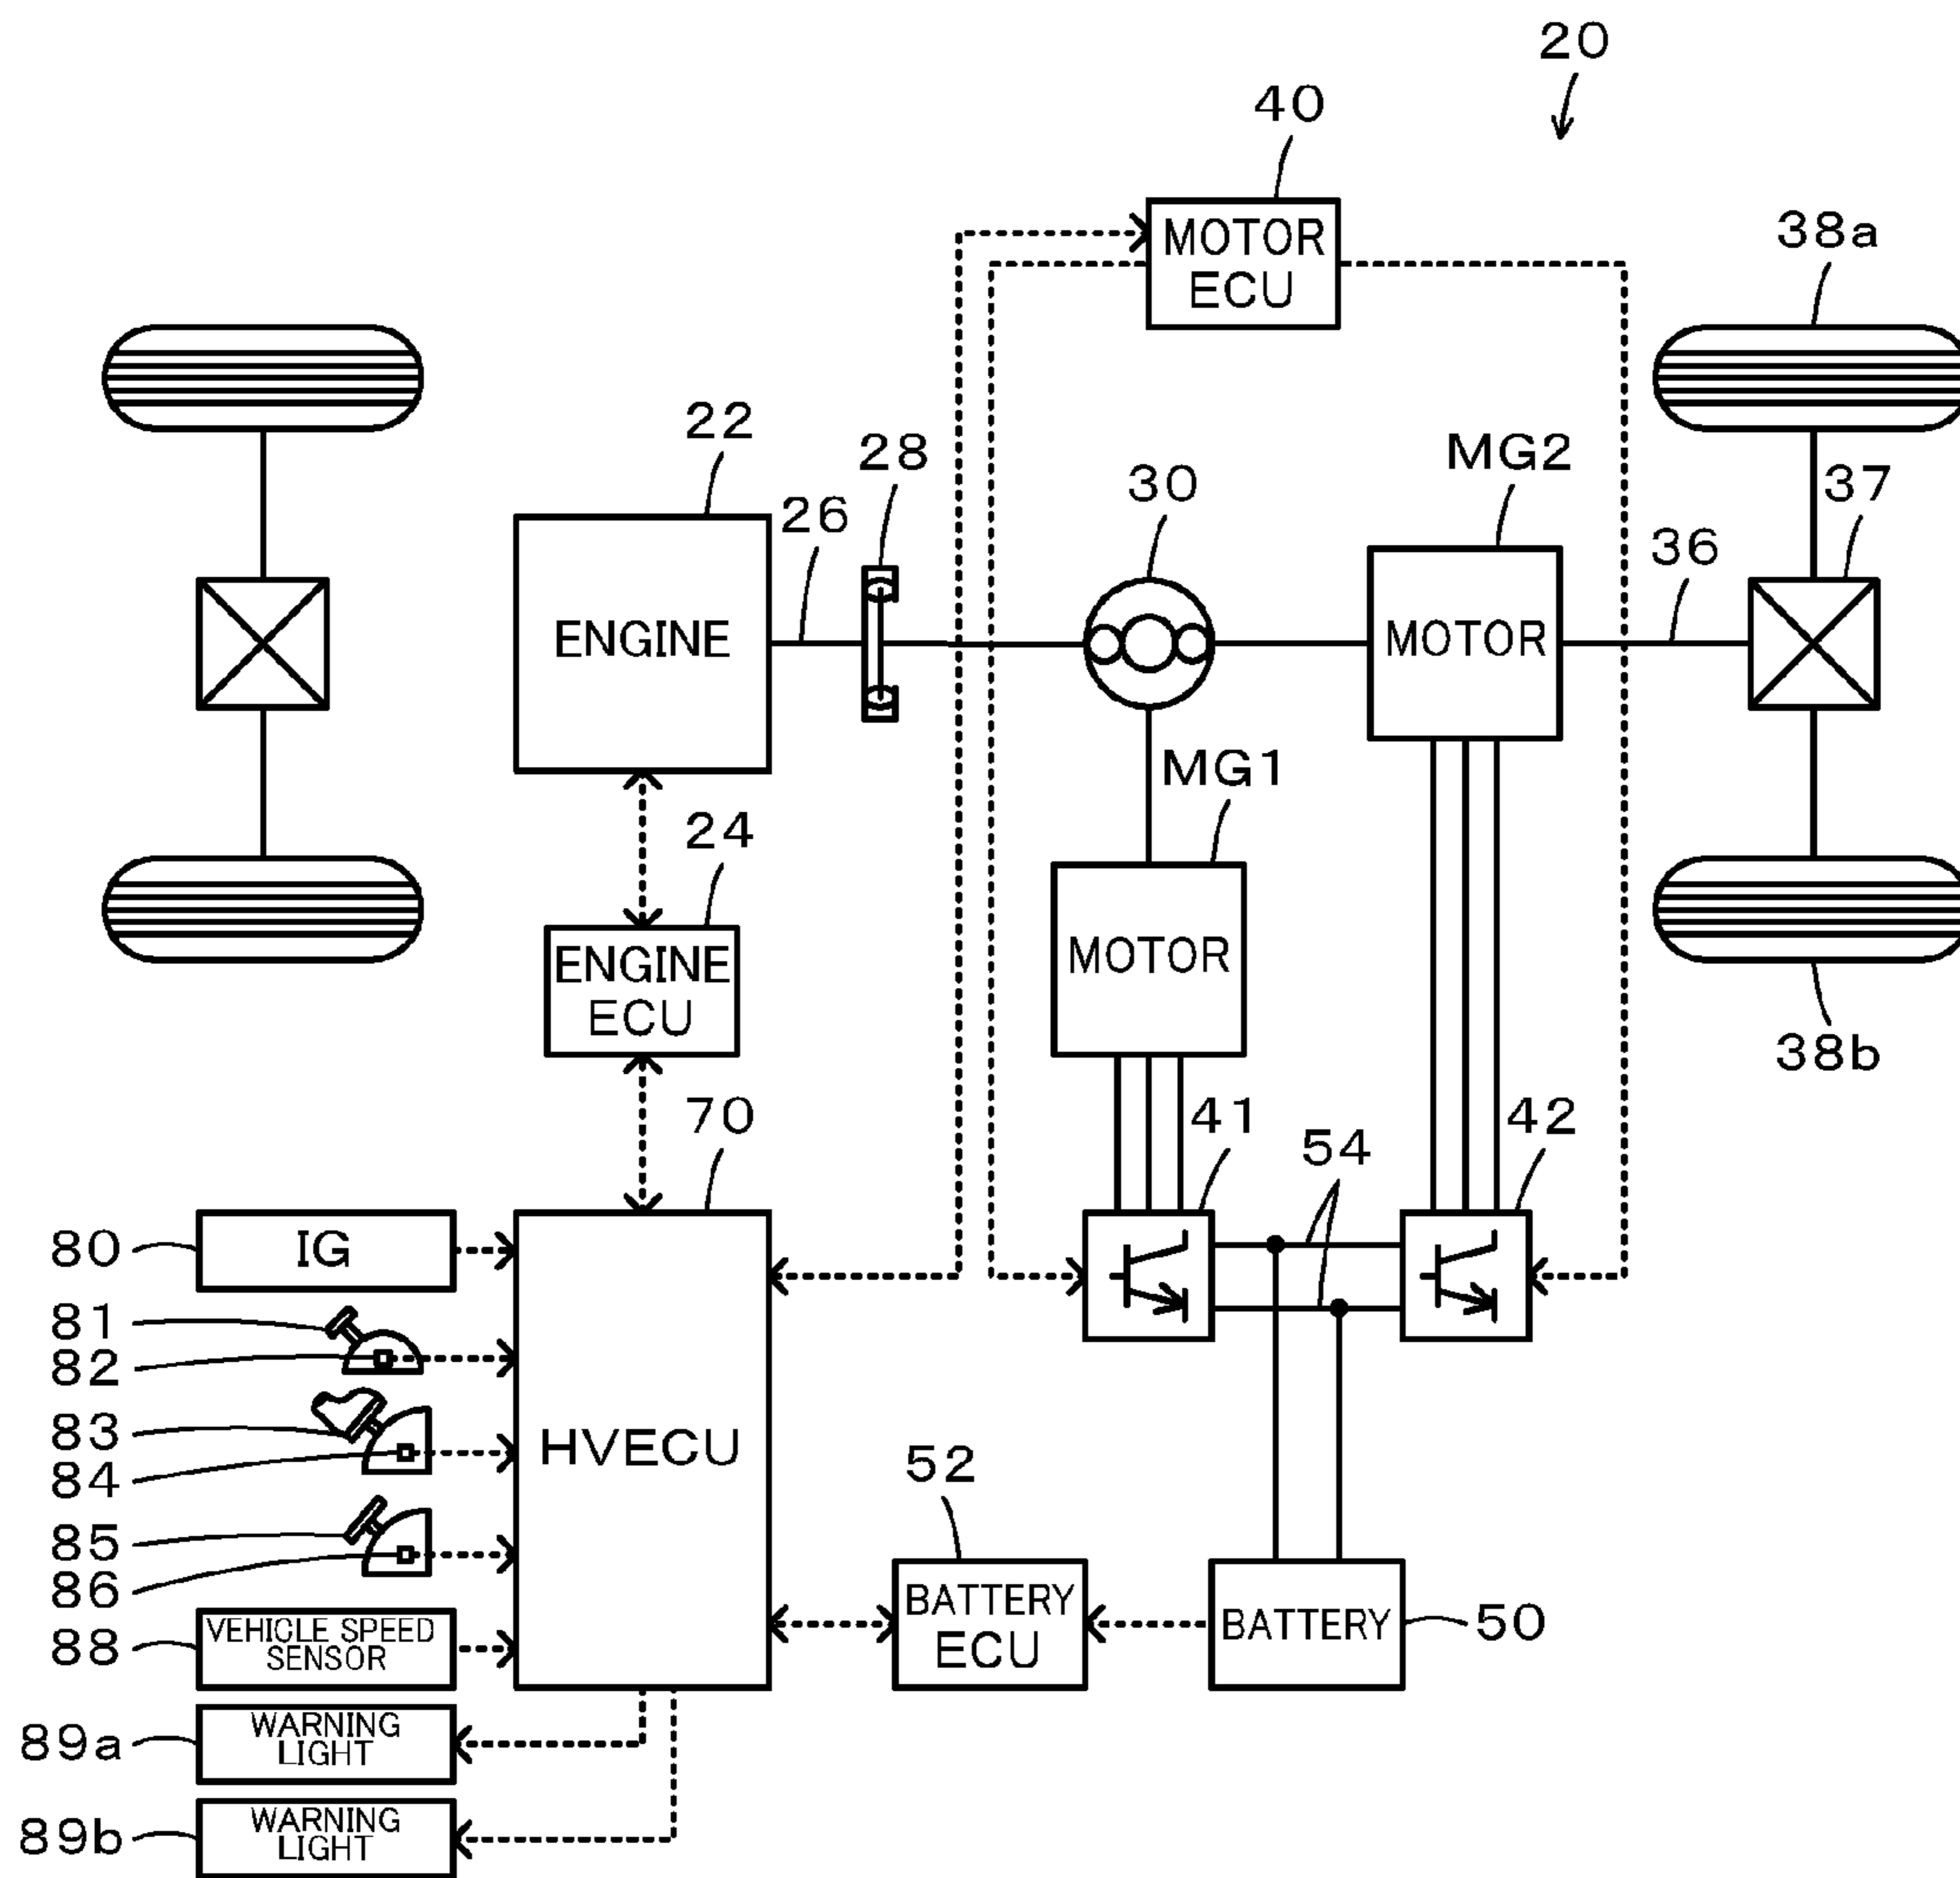 20
40
MOTOR
ECU
38a
22
28
MG2
30
37
26
36
ENGINE
MOTOR
MG1
24
ENGINE
ECU
MOTOR
38b
70
41
42
54
80
IG
81
82
83
HVECU
84
52
85
86
BATTERY
ECU
BATTERY
50
88
VEHICLE SPEED
SENSOR
89a
WARNING
LIGHT
89b
WARNING
LIGHT